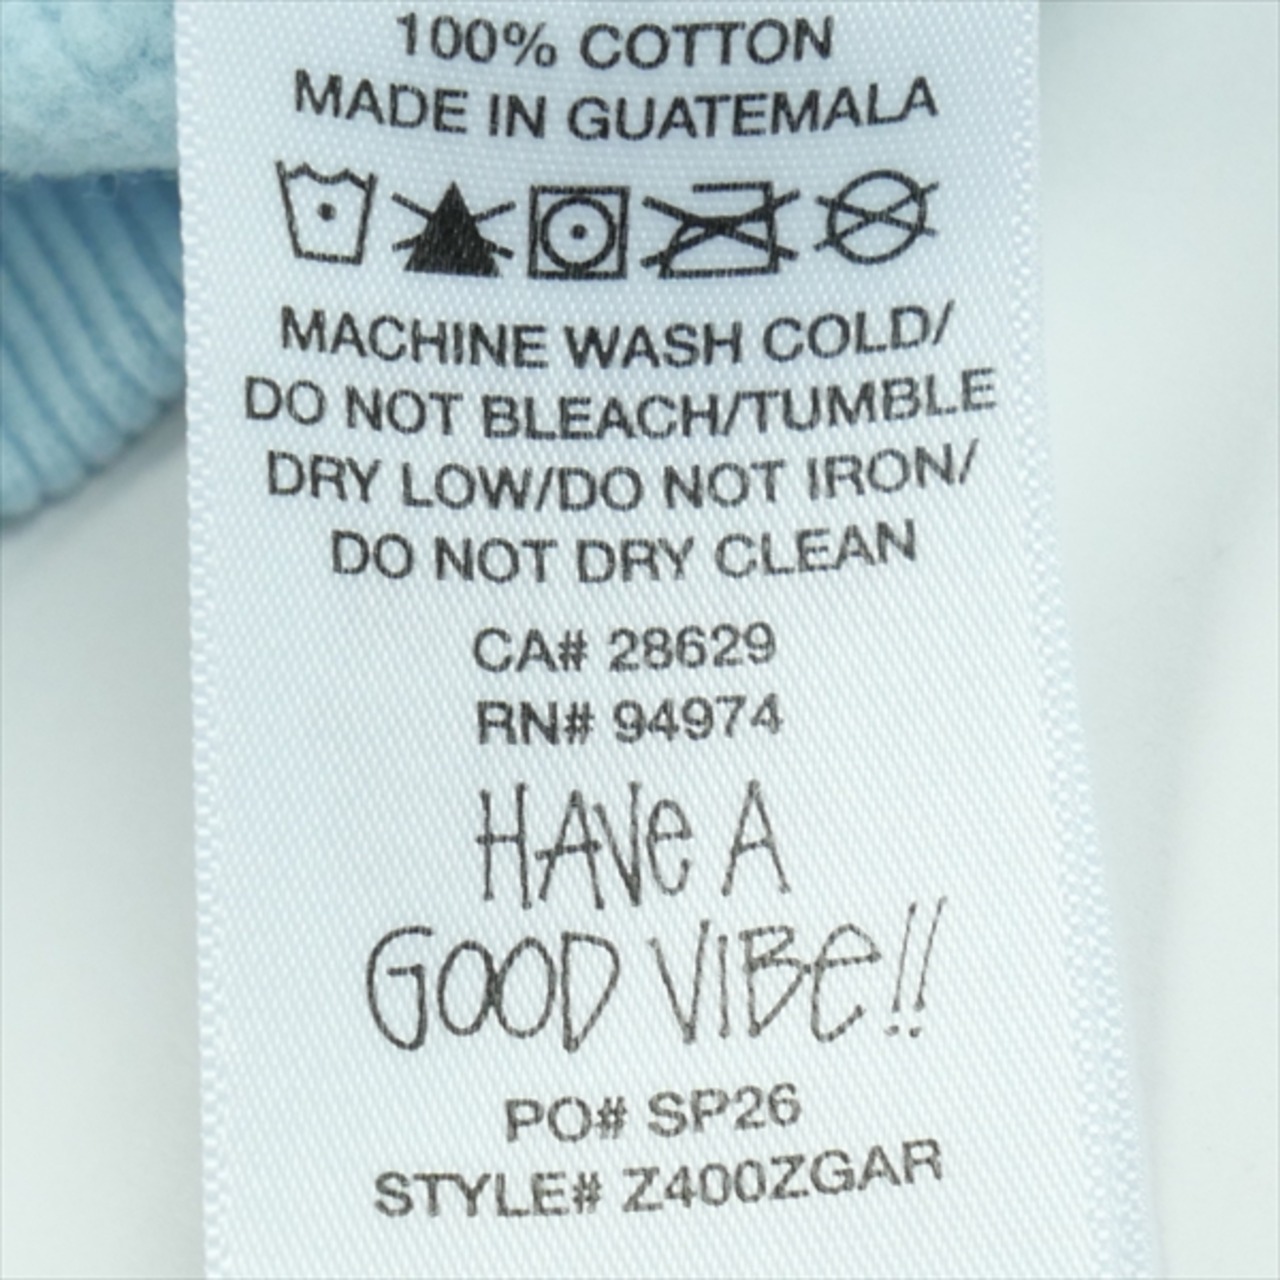 100% COTTON
MADE IN GUATEMALA
MACHINE WASH COLD/
DO NOT BLEACH/TUMBLE
DRY LOW/DO NOT IRON/
DO NOT DRY CLEAN
CA# 28629
RN# 94974
HAVe A
GOOD VIBe!!
PO# SP26
STYLE# Z400ZGAR